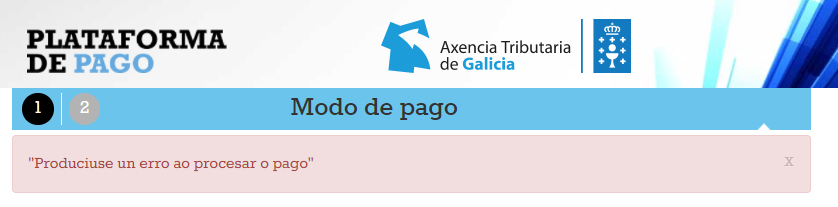 PLATAFORMA
DE PAGO
Axencia Tributaria
de Galicia
1
2
Modo de pago
"Produciuse un erro ao procesar o pago"
x